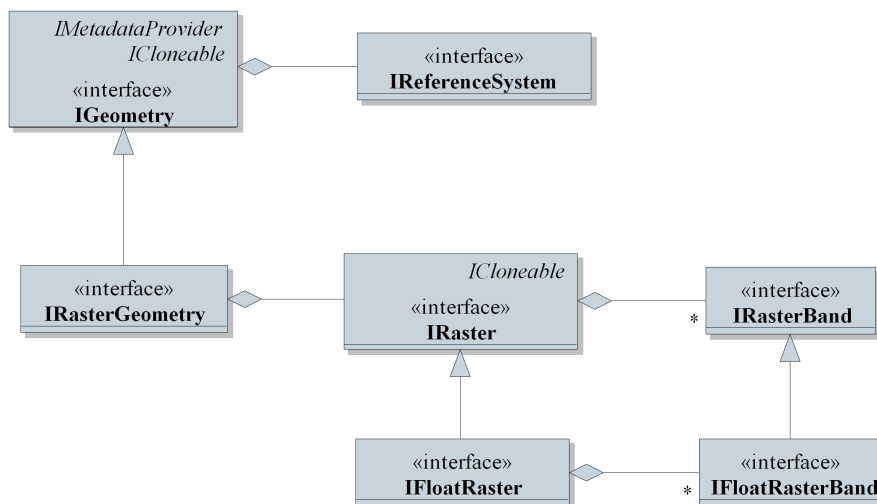 IMetadataProvider
ICloneable
«interface»
IGeometry
«interface»
IReferenceSystem
«interface»
IRasterGeometry
ICloneable
«interface»
IRaster
*
«interface»
IRasterBand
«interface»
IFloatRaster
*
«interface»
IFloatRasterBand